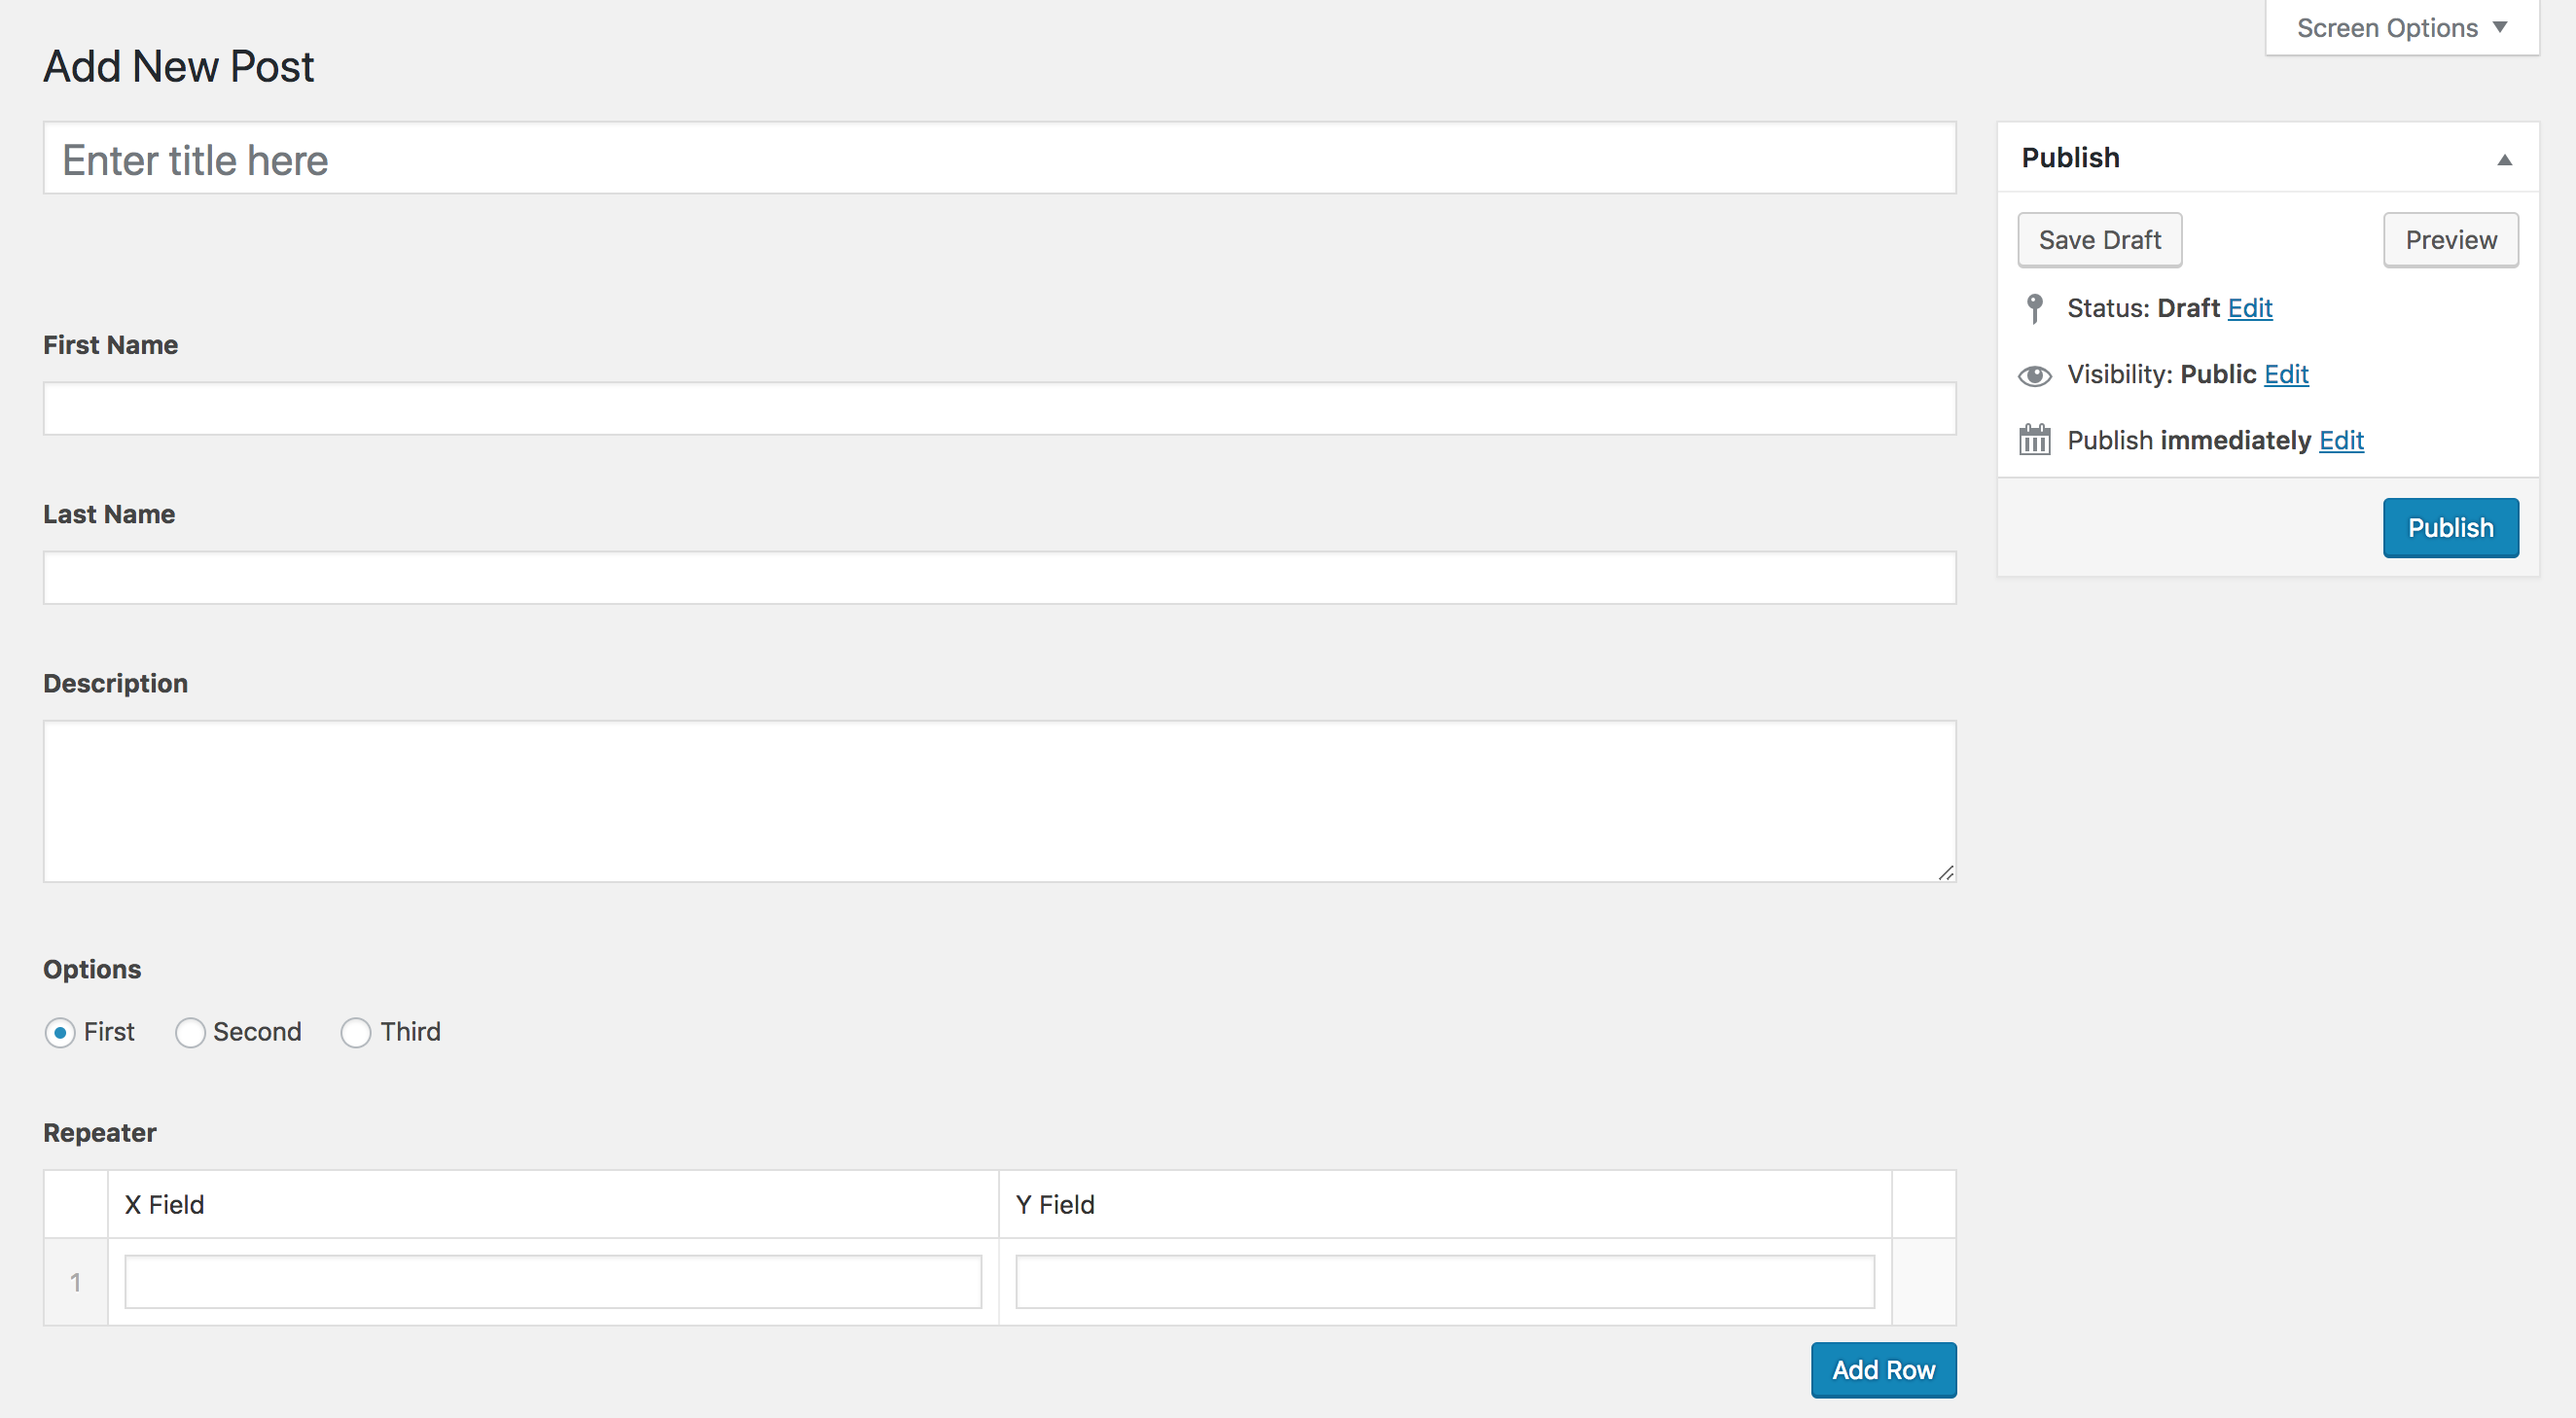 Screen Options
Add New Post
Enter title here
First Name
Last Name
Description
Options
First Second Third
Repeater
X Field Y Field
1
Add Row
Publish
Save Draft Preview
Status: Draft Edit
Visibility: Public Edit
Publish immediately Edit
Publish